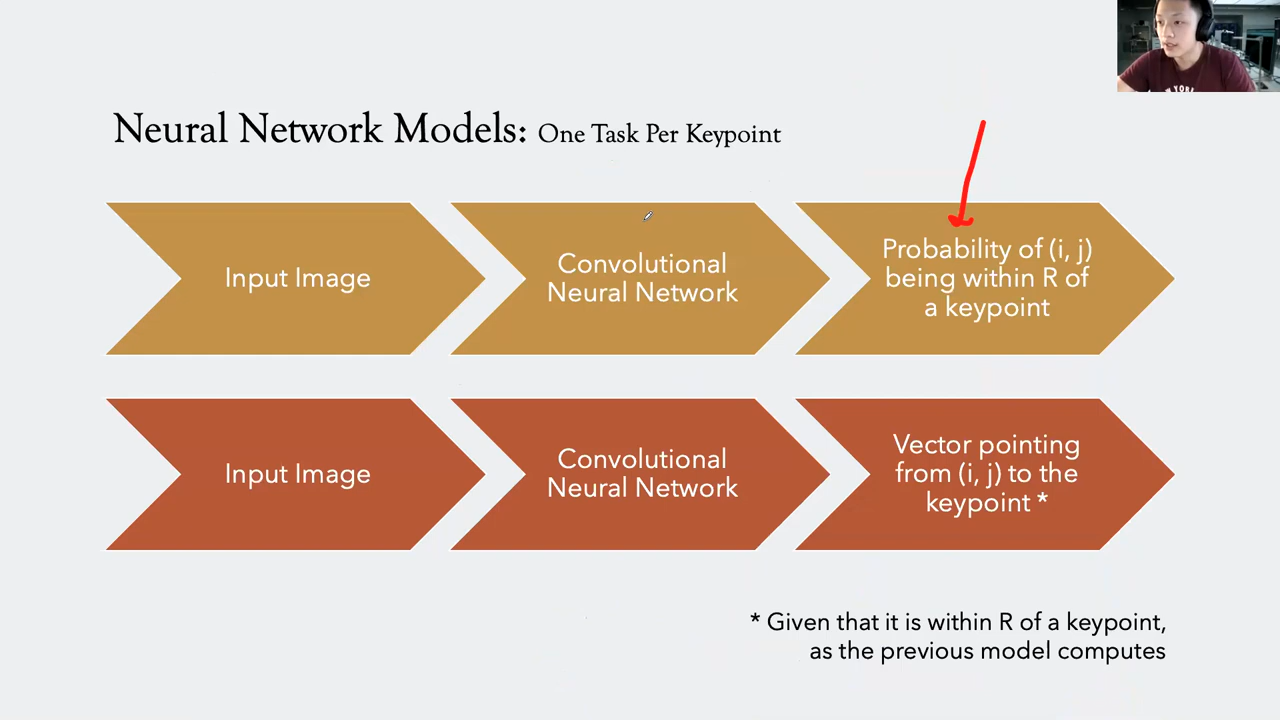 Neural Network Models: One Task Per Keypoint
Input Image
Convolutional
Neural Network
Probability of (i, j)
being within R of
a keypoint
Input Image
Convolutional
Neural Network
Vector pointing
from (i, j) to the
keypoint *
* Given that it is within R of a keypoint,
as the previous model computes